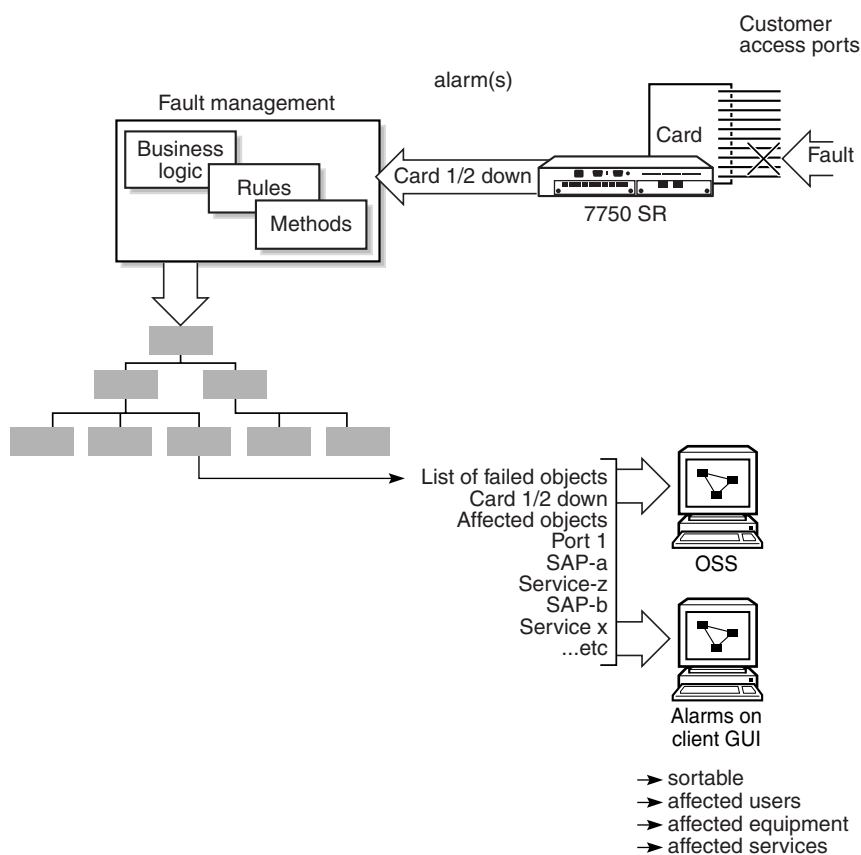 Customer
access ports
alarm(s)
Fault management
Business
logic
Rules
Methods
Card
Fault
Card 1/2 down
7750 SR
List of failed objects
Card 1/2 down
Affected objects
Port 1
SAP-a
Service-z
SAP-b
Service x
...etc
OSS
Alarms on
client GUI
sortable
affected users
affected equipment
affected services